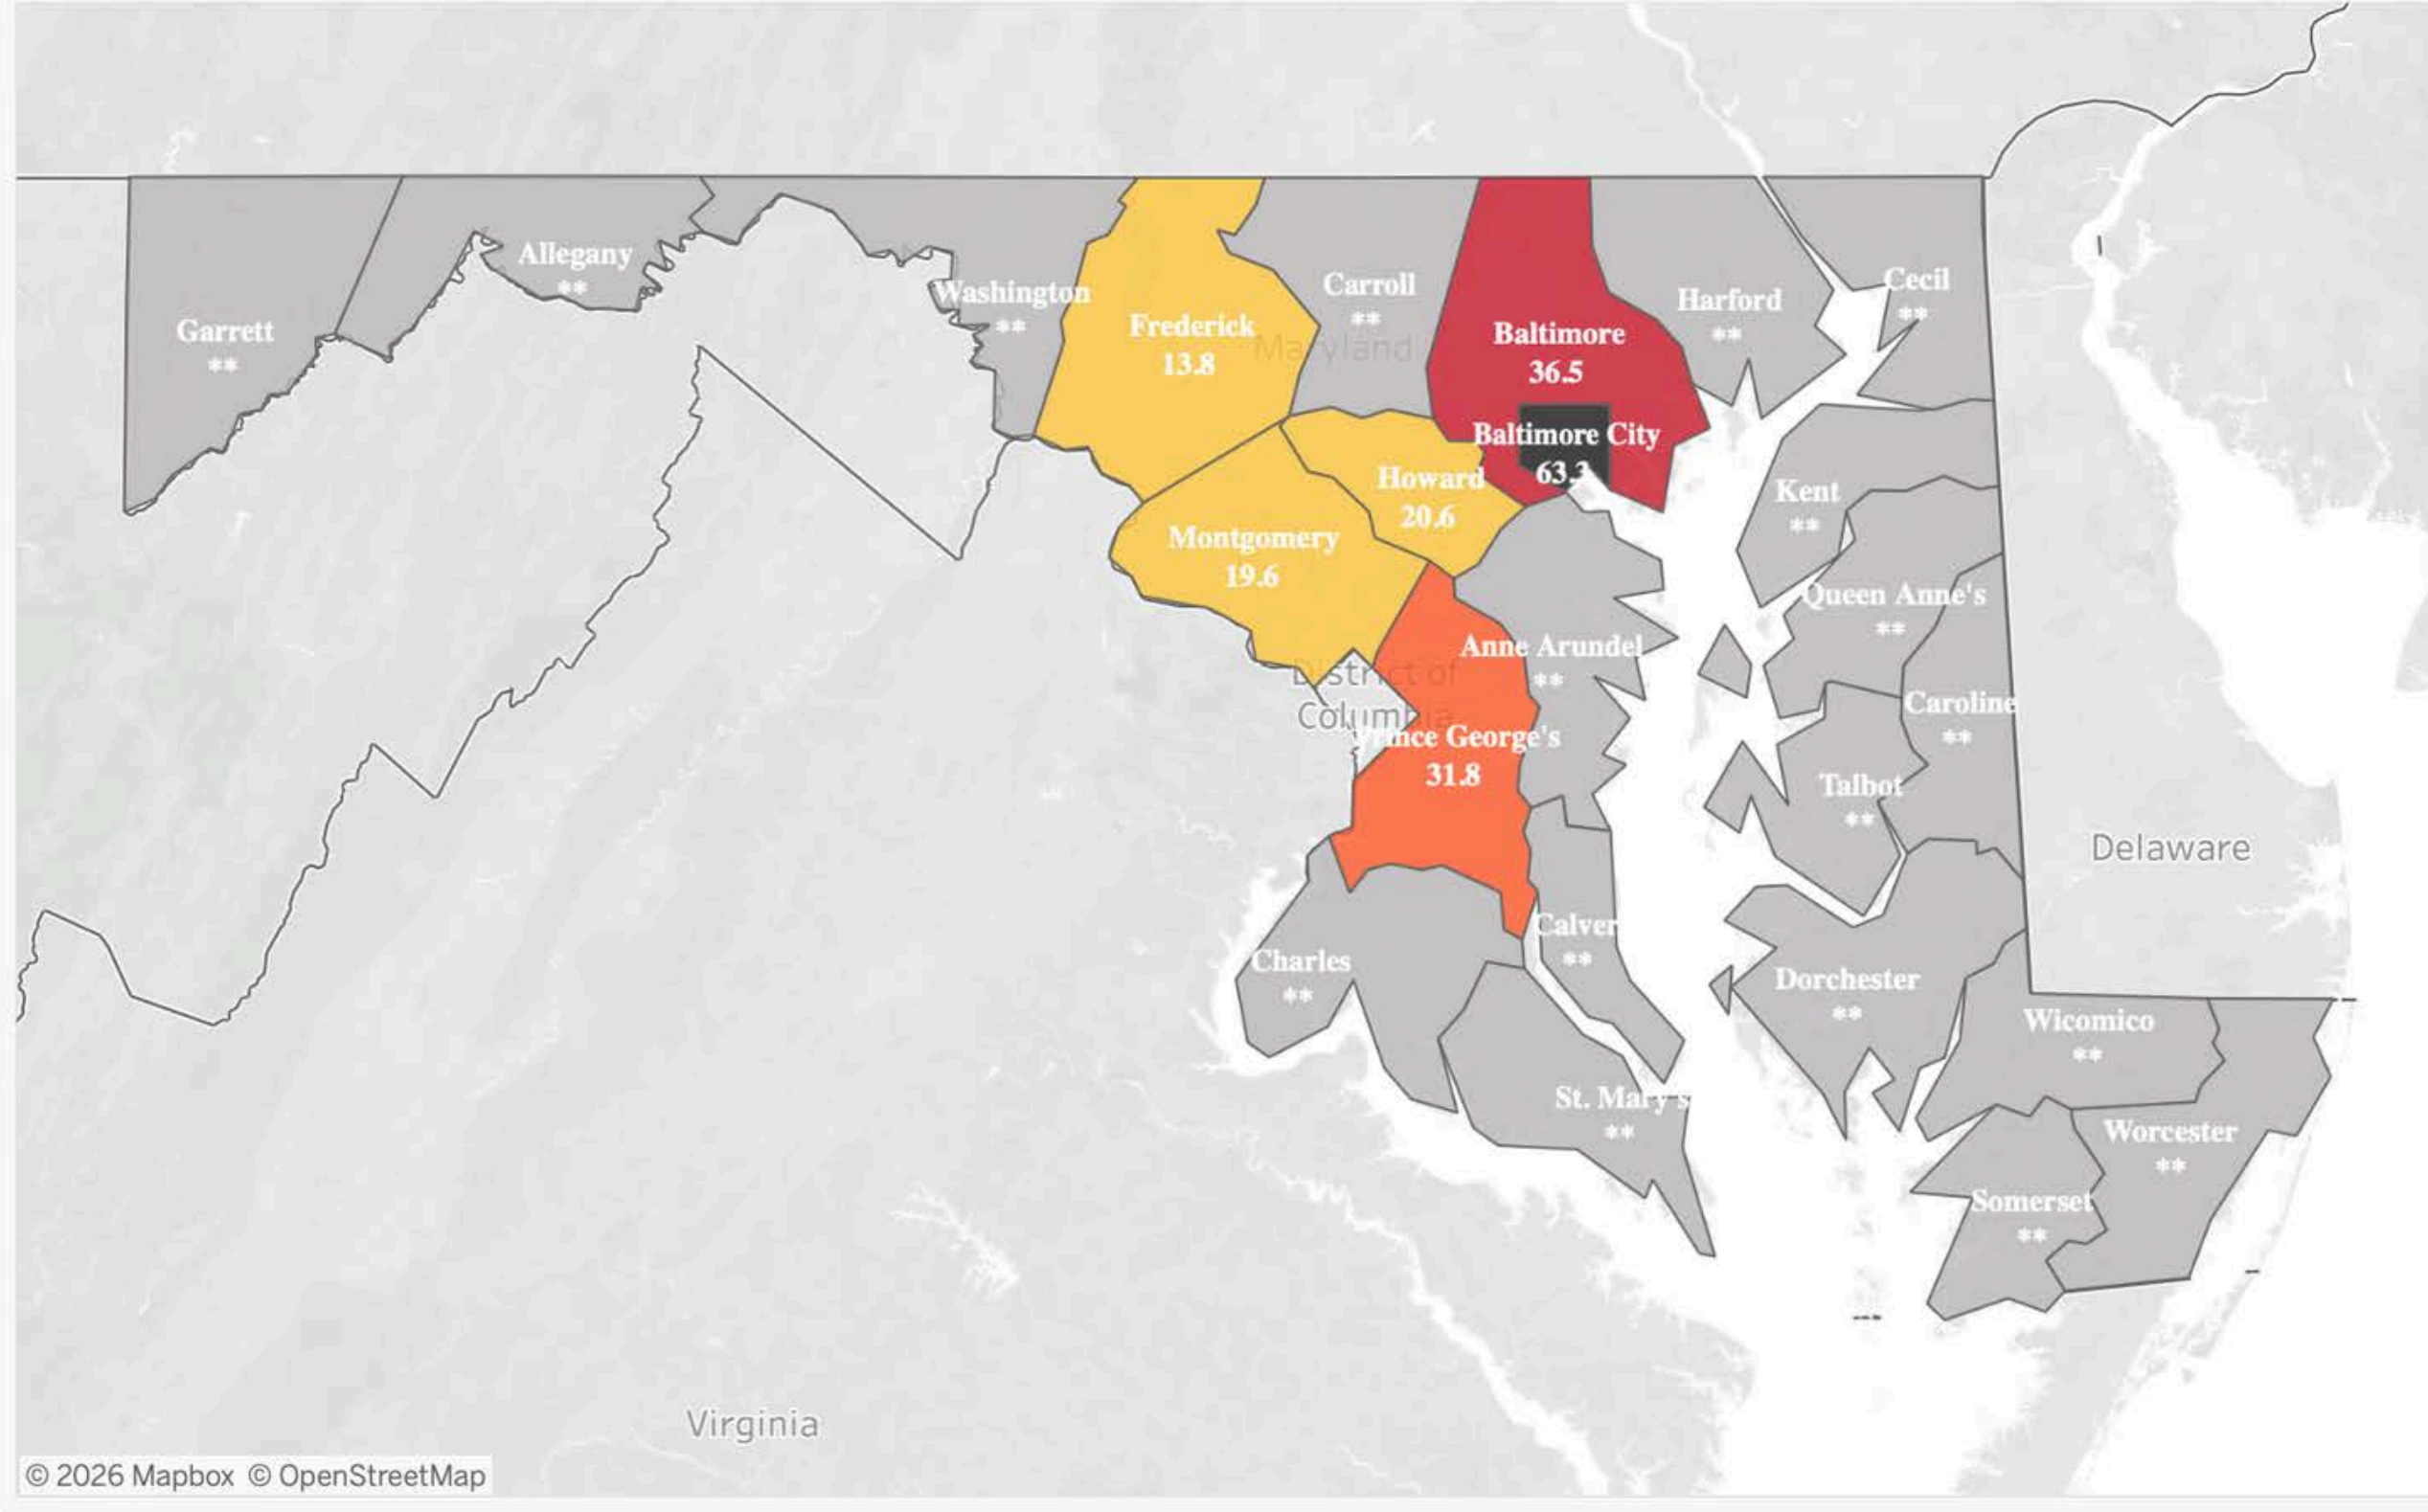 Allegany
**
Garrett
**
Washington
**
Frederick
13.8
Maryland
Carroll
**
Baltimore
36.5
Harford
**
Cecil
**
Baltimore City
63.3
Howard
20.6
Montgomery
19.6
Kent
**
Queen Anne's
**
Anne Arundel
**
District of
Columbia
Prince George's
31.8
Caroline
**
Talbot
**
Delaware
Calvert
**
Charles
**
Dorchester
**
Wicomico
**
St. Mary's
**
Worcester
**
Somerset
**
Virginia
© 2026 Mapbox © OpenStreetMap